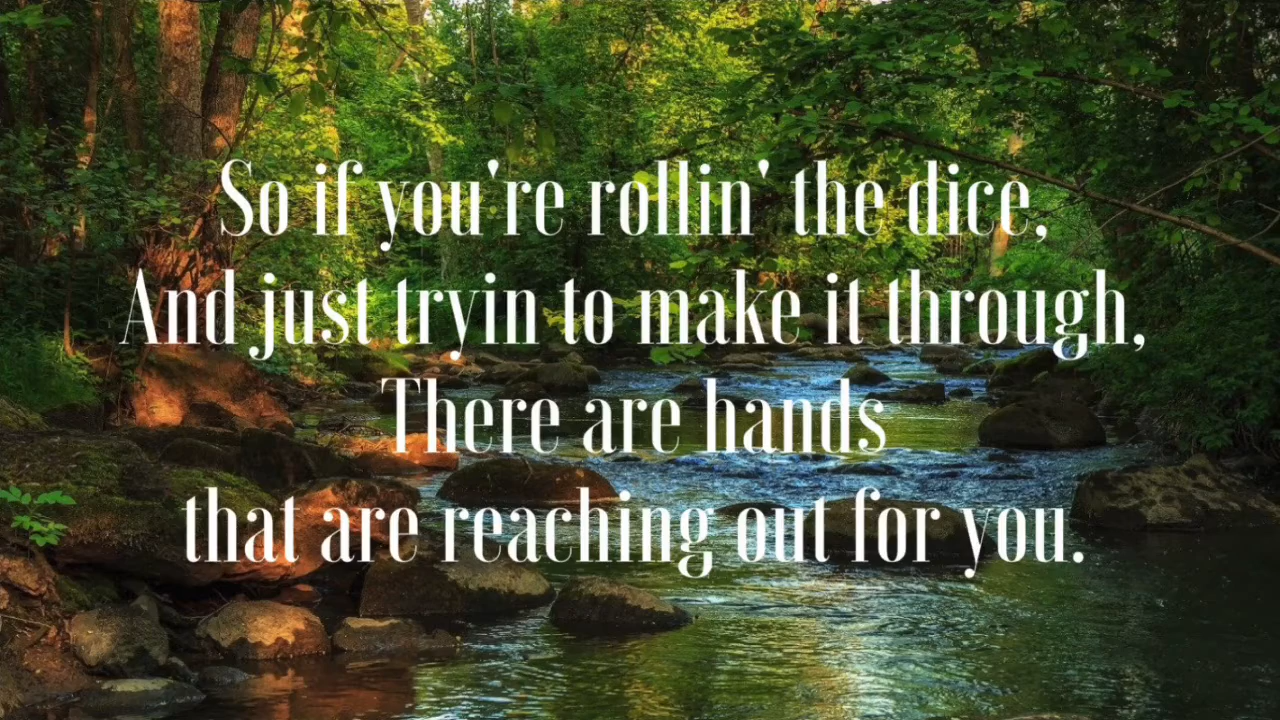 So if you're rollin' the dice,
And just tryin to make it through,
There are hands
that are reaching out for you.